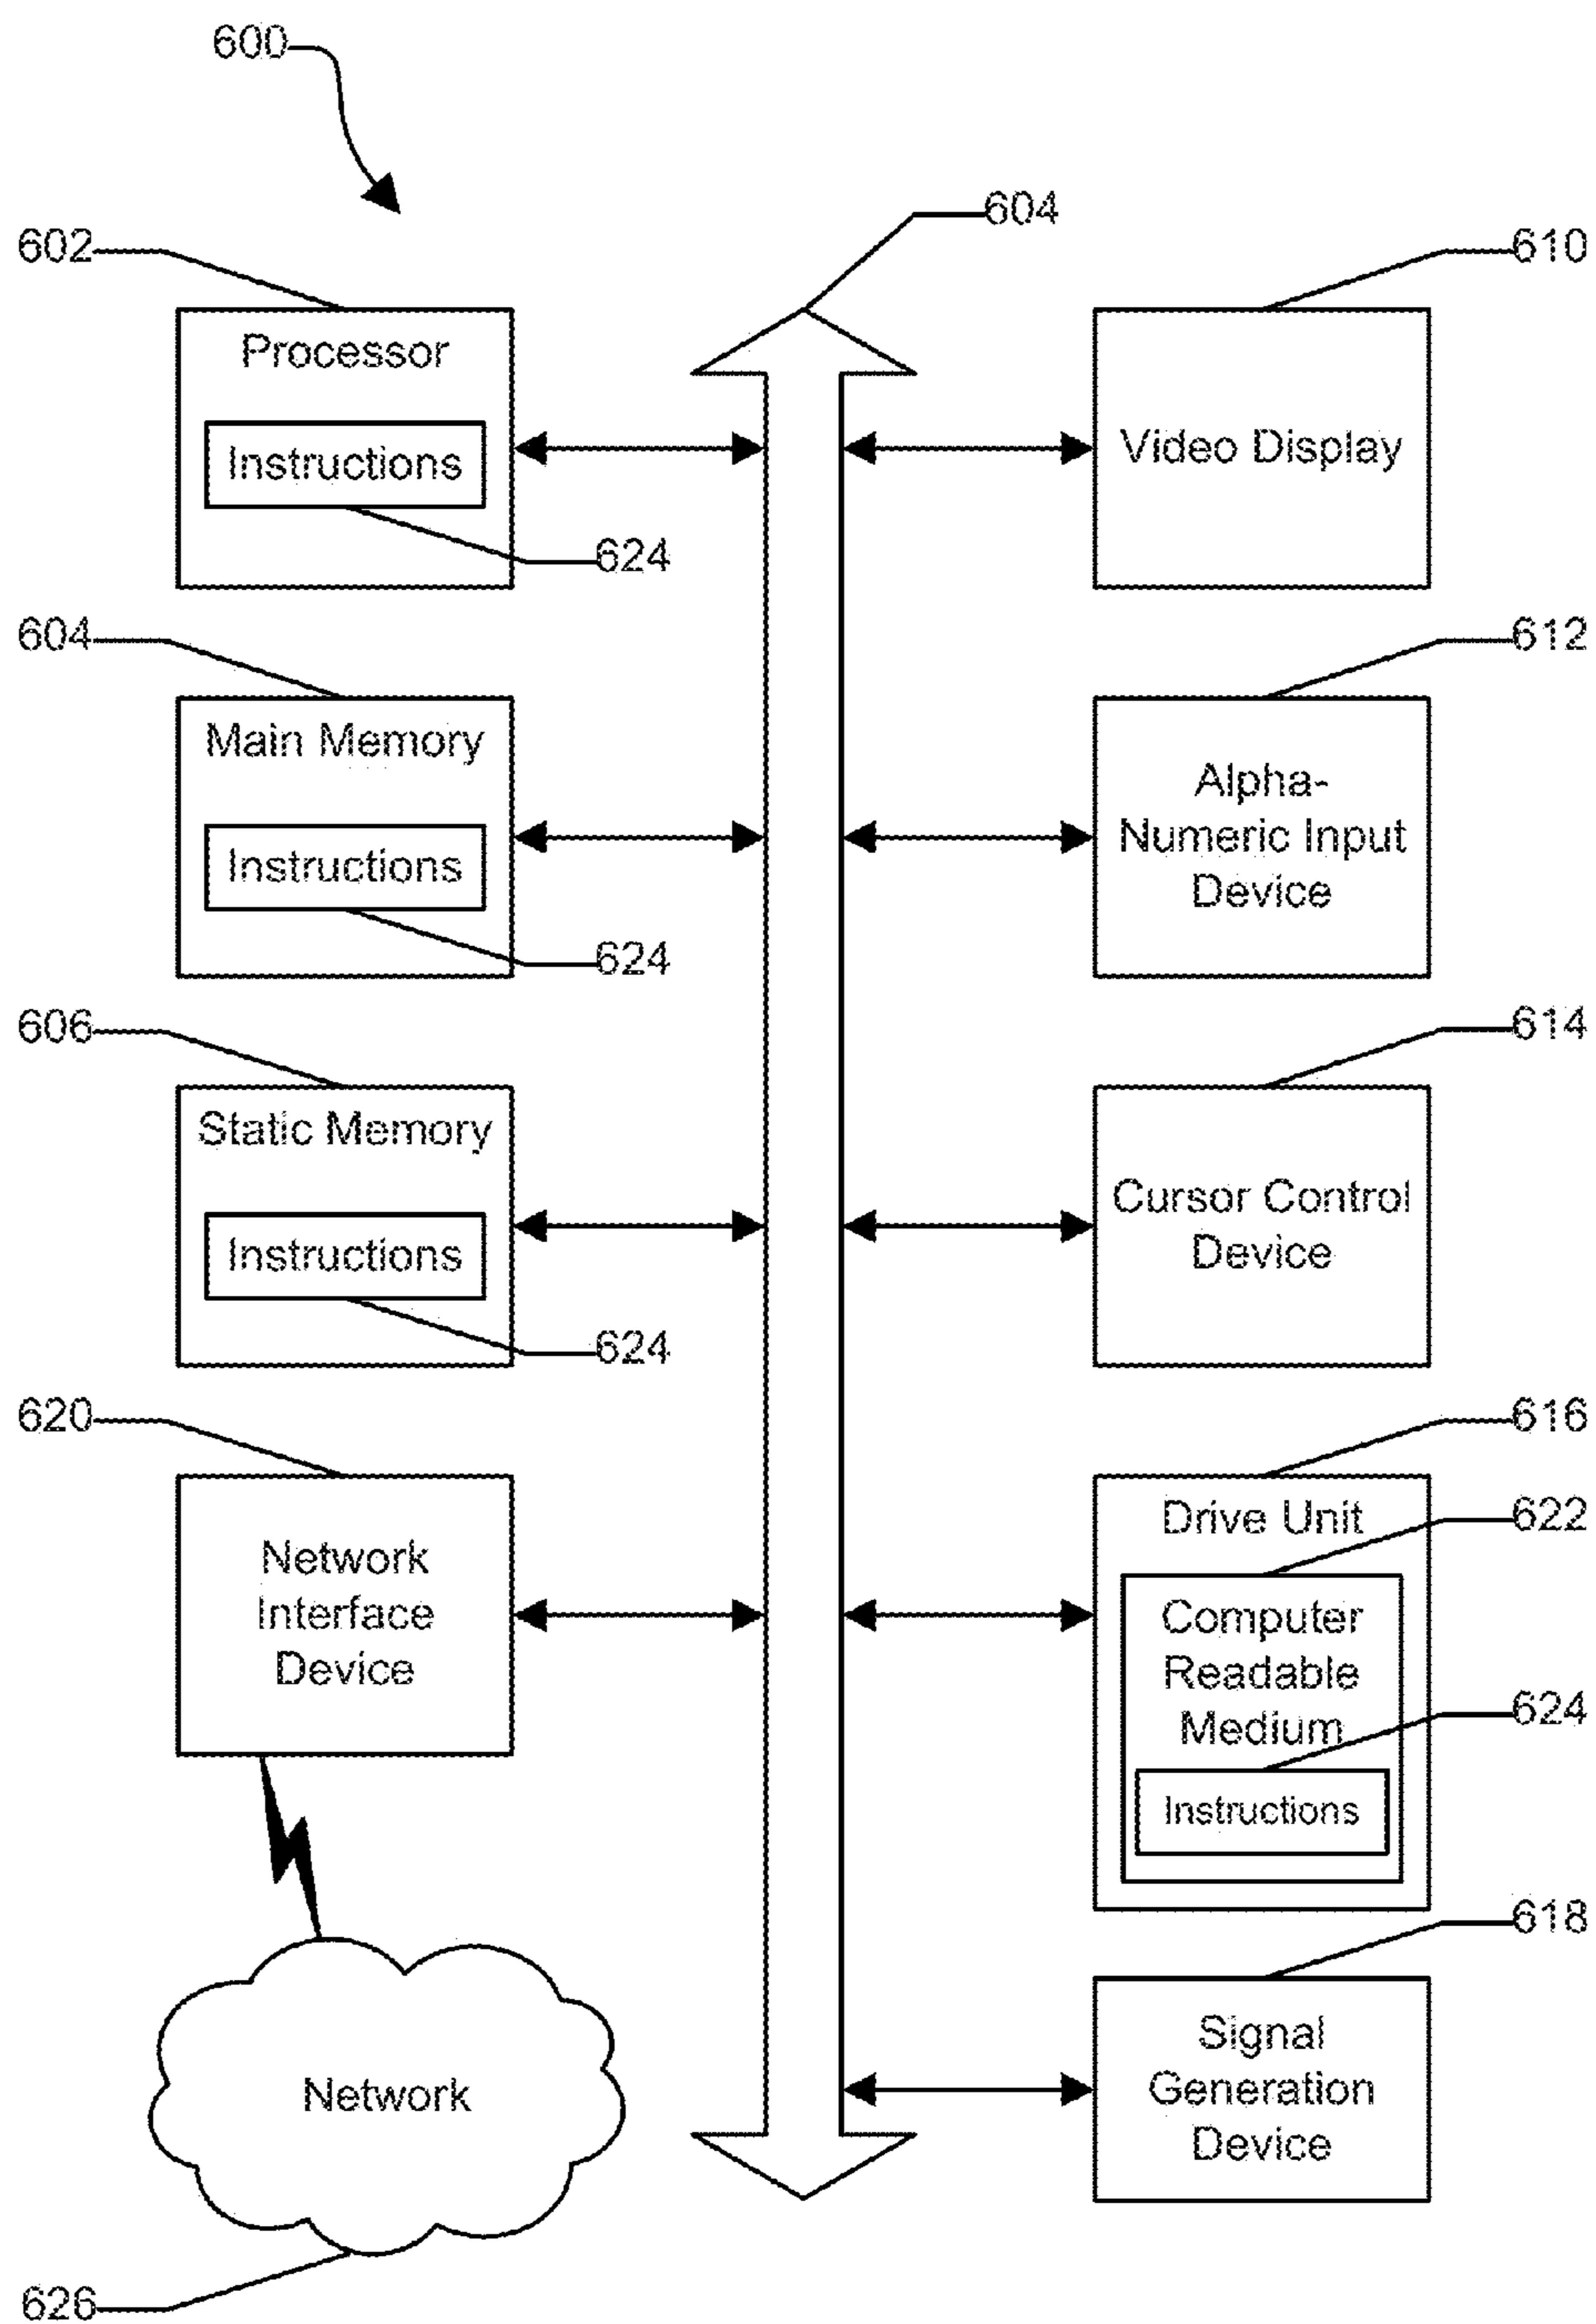 600
604
602
610
Processor
Instructions
624
Video Display
604
612
Main Memory
Instructions
624
Alpha-
Numeric Input
Device
606
614
Static Memory
Instructions
624
Cursor Control
Device
620
616
Network
Interface
Device
Drive Unit
622
Computer
Readable
Medium
624
Instructions
618
Signal
Generation
Device
Network
626